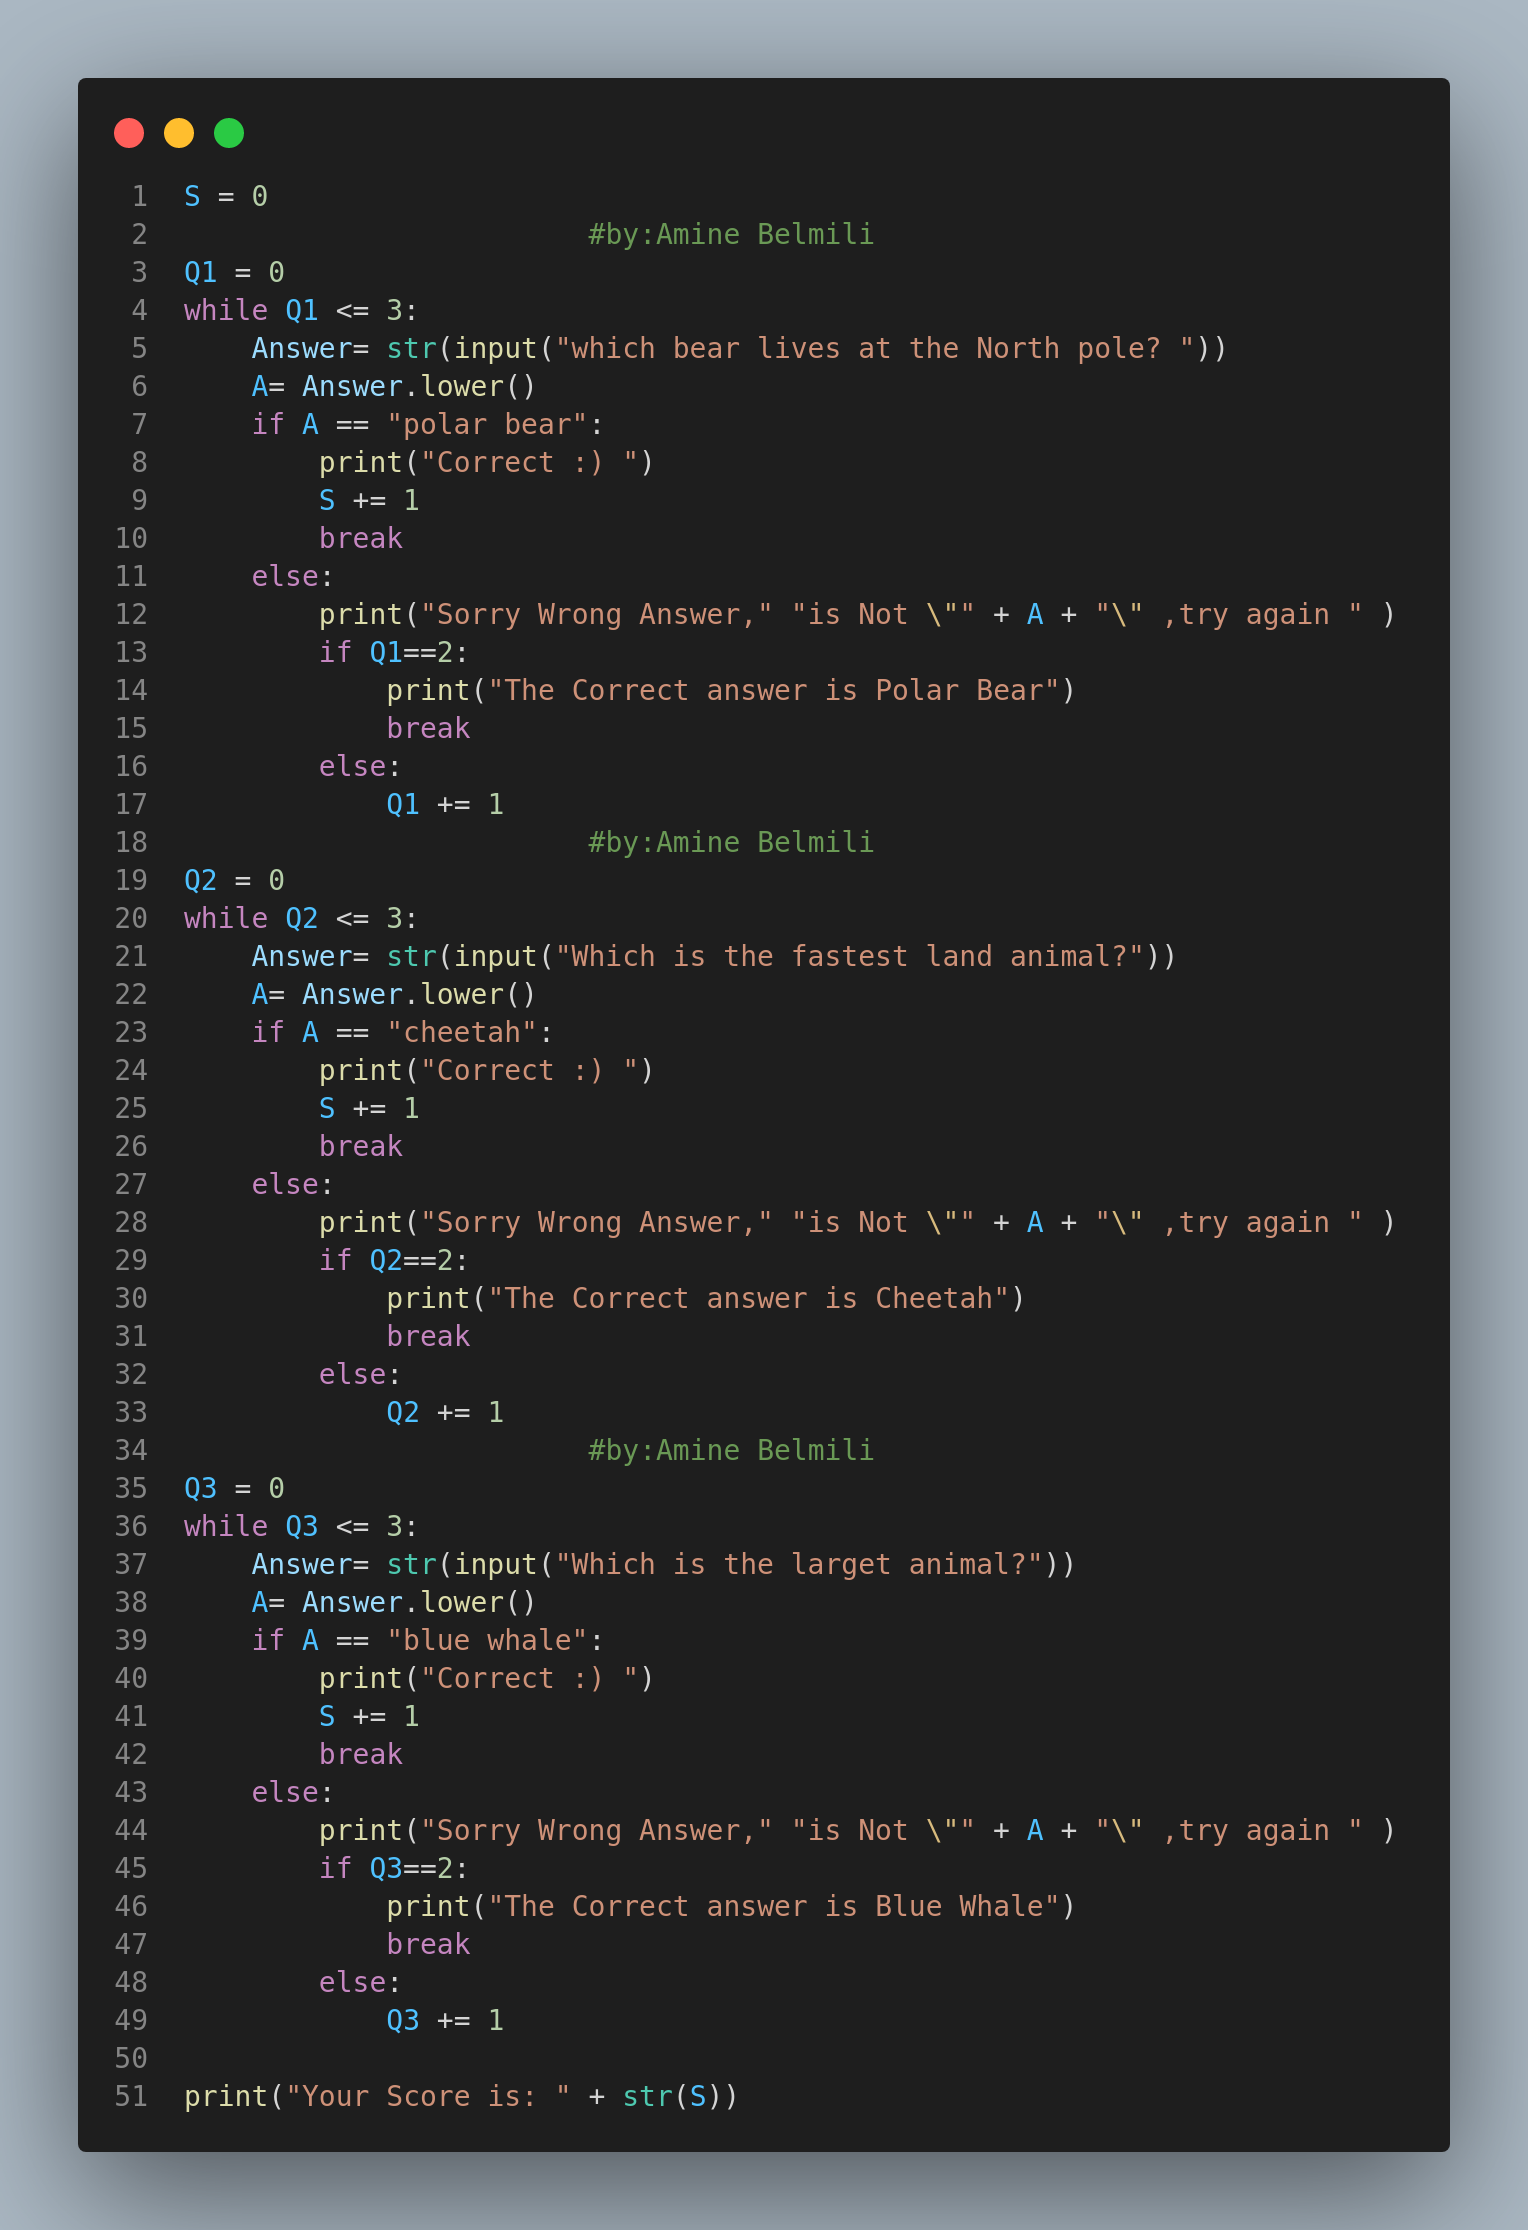 1 S = 0
2                         #by:Amine Belmili
3 Q1 = 0
4 while Q1 <= 3:
5     Answer= str(input("which bear lives at the North pole? "))
6     A= Answer.lower()
7     if A == "polar bear":
8         print("Correct :) ")
9         S += 1
10         break
11     else:
12         print("Sorry Wrong Answer," "is Not \"" + A + "\" ,try again " )
13         if Q1==2:
14             print("The Correct answer is Polar Bear")
15             break
16         else:
17             Q1 += 1
18                         #by:Amine Belmili
19 Q2 = 0
20 while Q2 <= 3:
21     Answer= str(input("Which is the fastest land animal?"))
22     A= Answer.lower()
23     if A == "cheetah":
24         print("Correct :) ")
25         S += 1
26         break
27     else:
28         print("Sorry Wrong Answer," "is Not \"" + A + "\" ,try again " )
29         if Q2==2:
30             print("The Correct answer is Cheetah")
31             break
32         else:
33             Q2 += 1
34                         #by:Amine Belmili
35 Q3 = 0
36 while Q3 <= 3:
37     Answer= str(input("Which is the larget animal?"))
38     A= Answer.lower()
39     if A == "blue whale":
40         print("Correct :) ")
41         S += 1
42         break
43     else:
44         print("Sorry Wrong Answer," "is Not \"" + A + "\" ,try again " )
45         if Q3==2:
46             print("The Correct answer is Blue Whale")
47             break
48         else:
49             Q3 += 1
50
51 print("Your Score is: " + str(S))